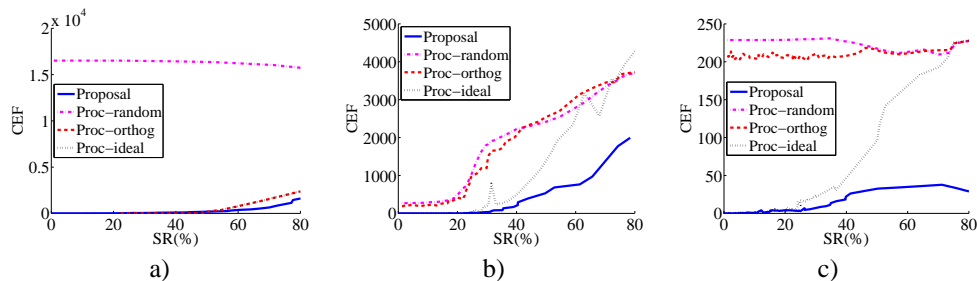 x 10^4
2
1.5
1
0.5
0
CEF
0 20 40 60 80
SR(%)
Proposal
Proc-random
Proc-orthog
Proc-ideal
a)
5000
4000
3000
2000
1000
0
CEF
0 20 40 60 80
SR(%)
Proposal
Proc-random
Proc-orthog
Proc-ideal
b)
250
200
150
100
50
0
CEF
0 20 40 60 80
SR(%)
Proposal
Proc-random
Proc-orthog
Proc-ideal
c)